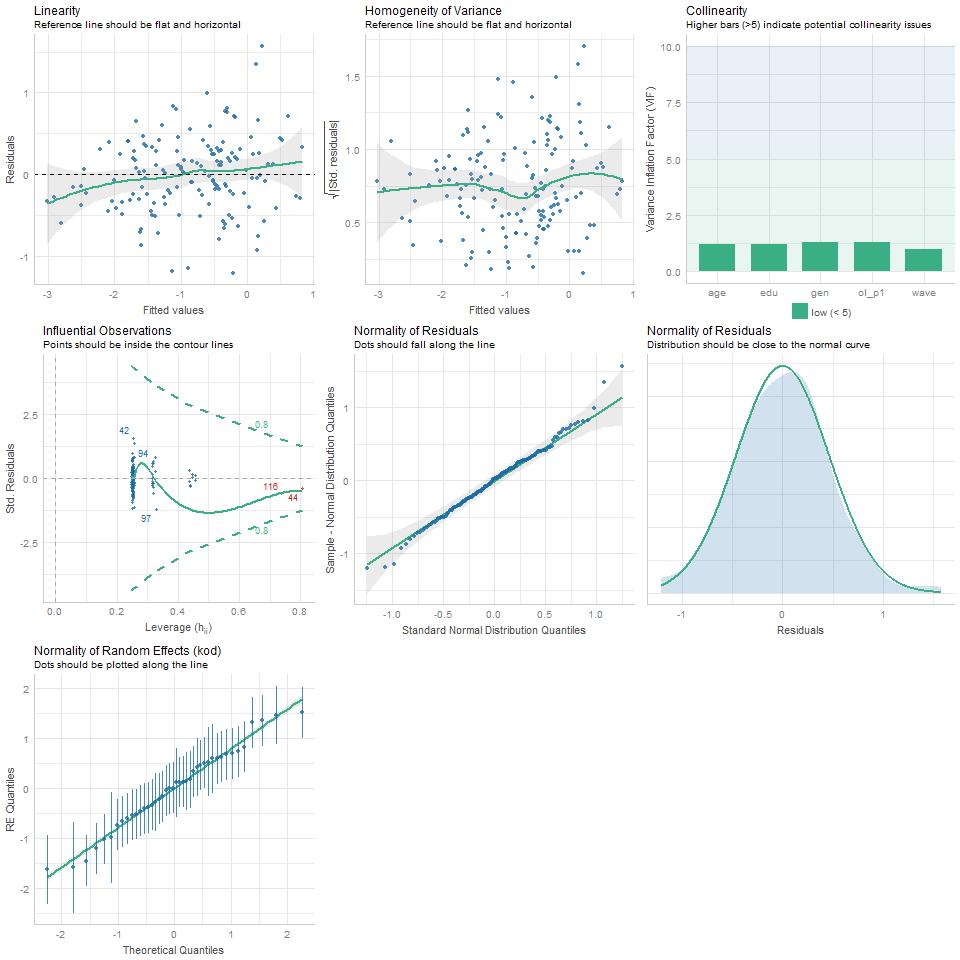 Linearity
Reference line should be flat and horizontal
Residuals
1
0
-1
-3
-2
-1
0
1
Fitted values
Homogeneity of Variance
Reference line should be flat and horizontal
√|Std. residuals|
1.5
1.0
0.5
-3
-2
-1
0
1
Fitted values
Collinearity
Higher bars (>5) indicate potential collinearity issues
Variance Inflation Factor (VIF)
10.0
7.5
5.0
2.5
0.0
age
edu
gen
ol_p1
wave
low (< 5)
Influential Observations
Points should be inside the contour lines
Std. Residuals
2.5
0.0
-2.5
0.8
42
94
97
116
44
0.8
0.0
0.2
0.4
0.6
0.8
Leverage (hii)
Normality of Residuals
Dots should fall along the line
Sample - Normal Distribution Quantiles
1
0
-1
-1.0
-0.5
0.0
0.5
1.0
Standard Normal Distribution Quantiles
Normality of Residuals
Distribution should be close to the normal curve
-1
0
1
Residuals
Normality of Random Effects (kod)
Dots should be plotted along the line
RE Quantiles
2
1
0
-1
-2
-2
-1
0
1
2
Theoretical Quantiles